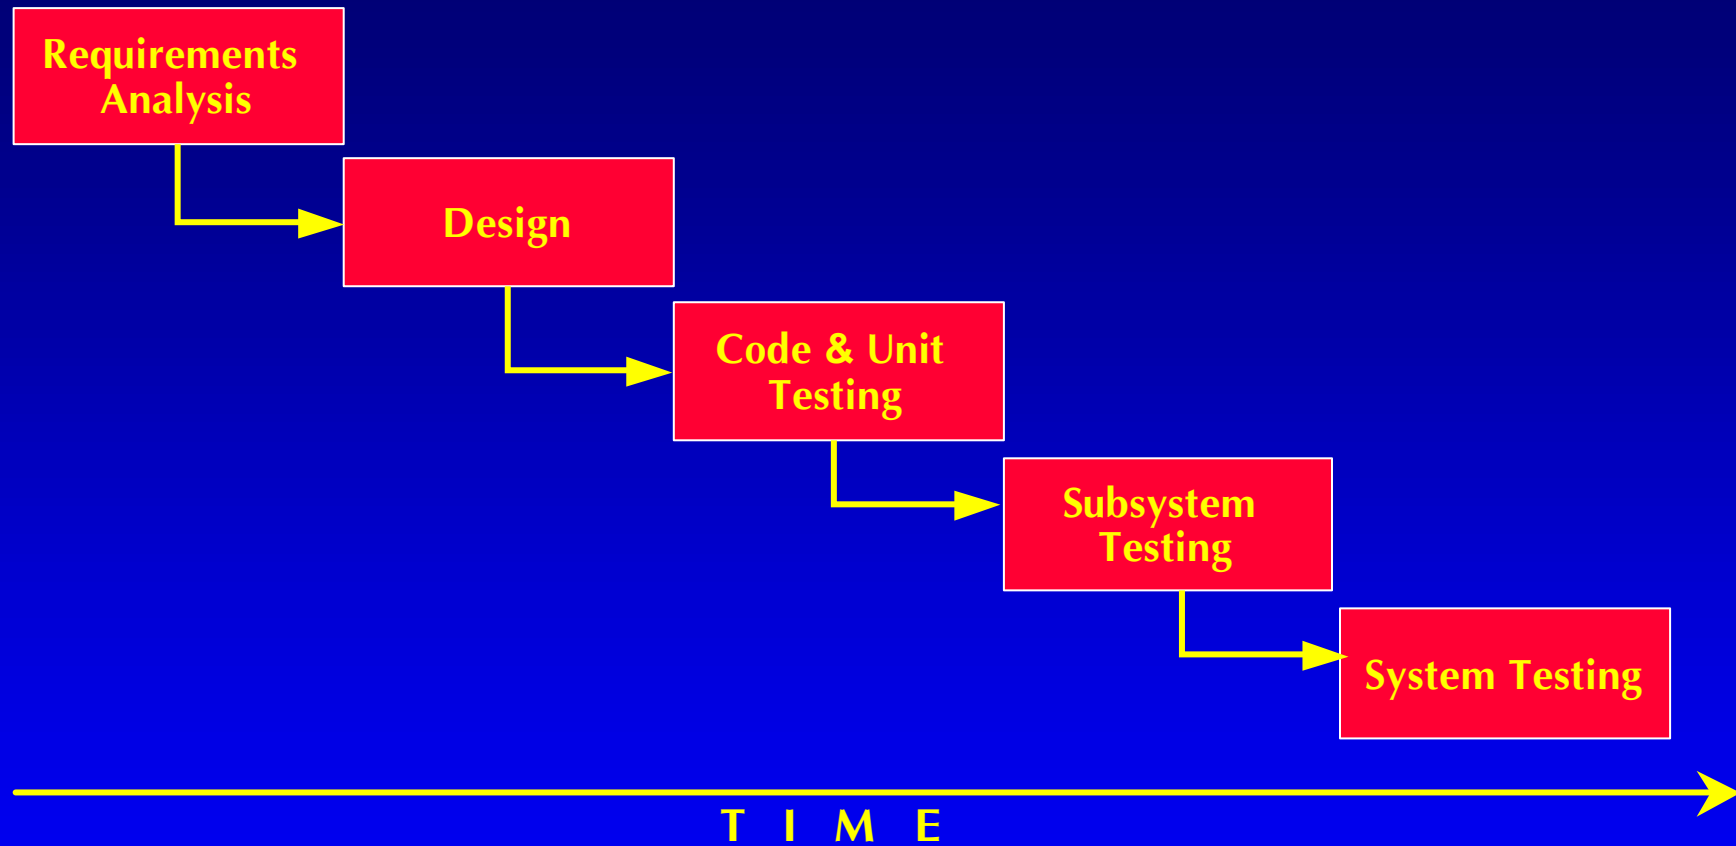 Requirements
Analysis
Design
Code & Unit
Testing
Subsystem
Testing
System Testing
T I M E